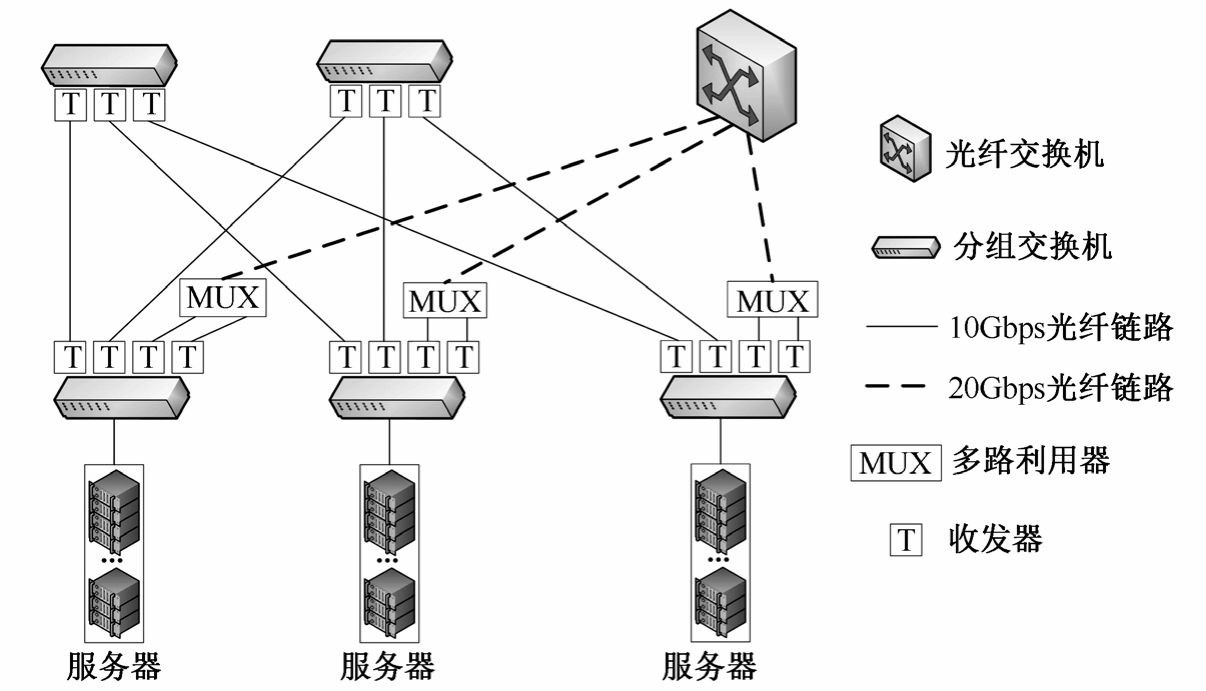 T T T
T T T
光纤交换机
分组交换机
MUX
MUX
MUX
10Gbps光纤链路
T T T T
T T T T
T T T T
20Gbps光纤链路
MUX 多路利用器
T 收发器
服务器
服务器
服务器